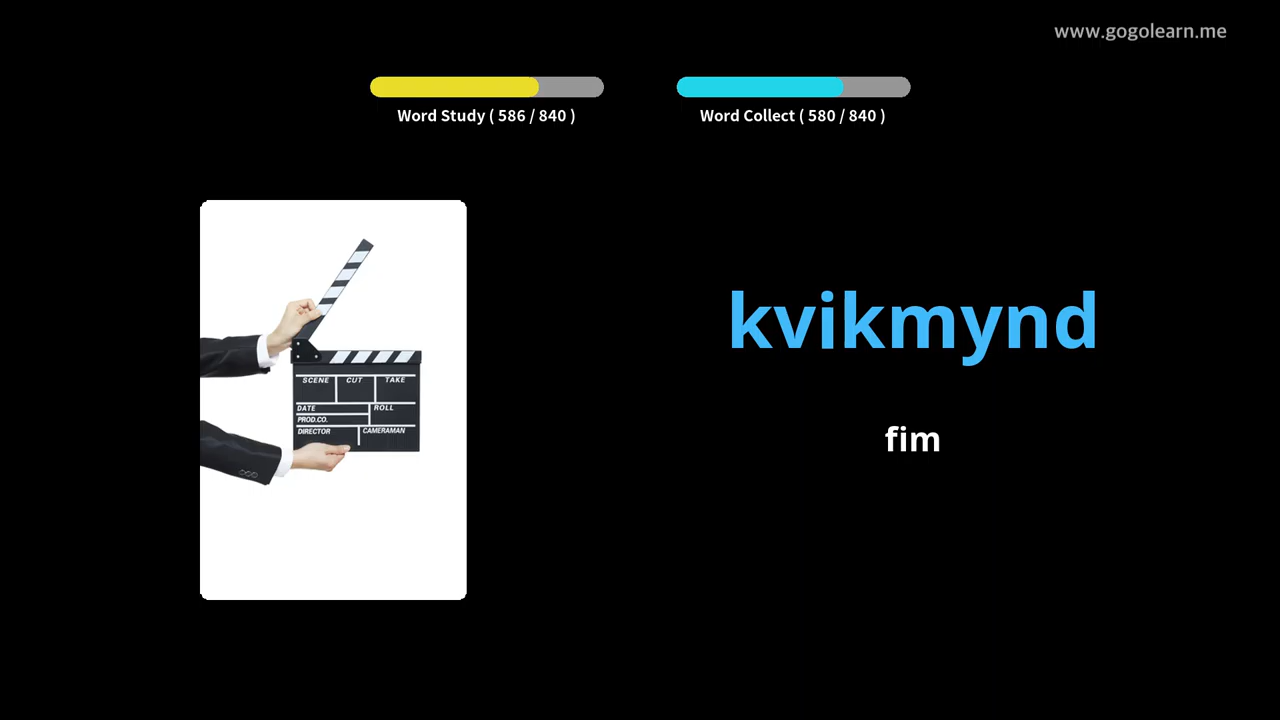 www.gogolearn.me
Word Study ( 586 / 840 )
Word Collect ( 580 / 840 )
SCENE CUT TAKE
DATE ROLL
PROD.CO.
DIRECTOR CAMERAMAN
kvikmynd
fim